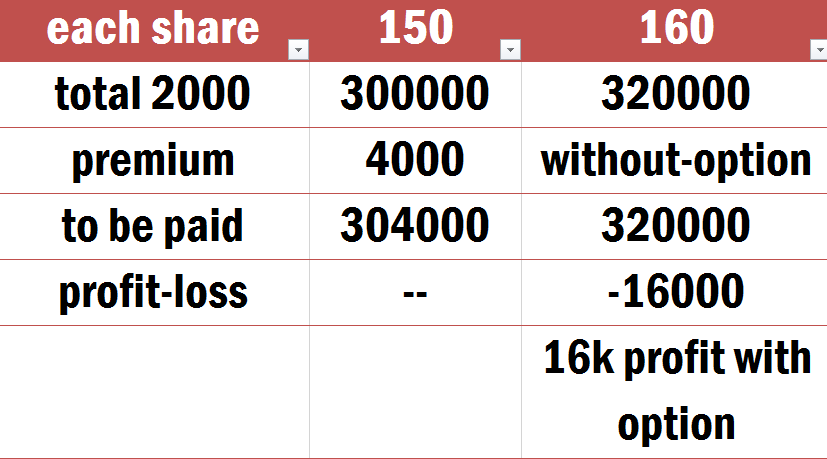 each share 150 160
total 2000 300000 320000
premium 4000 without-option
to be paid 304000 320000
profit-loss -- -16000
16k profit with
option